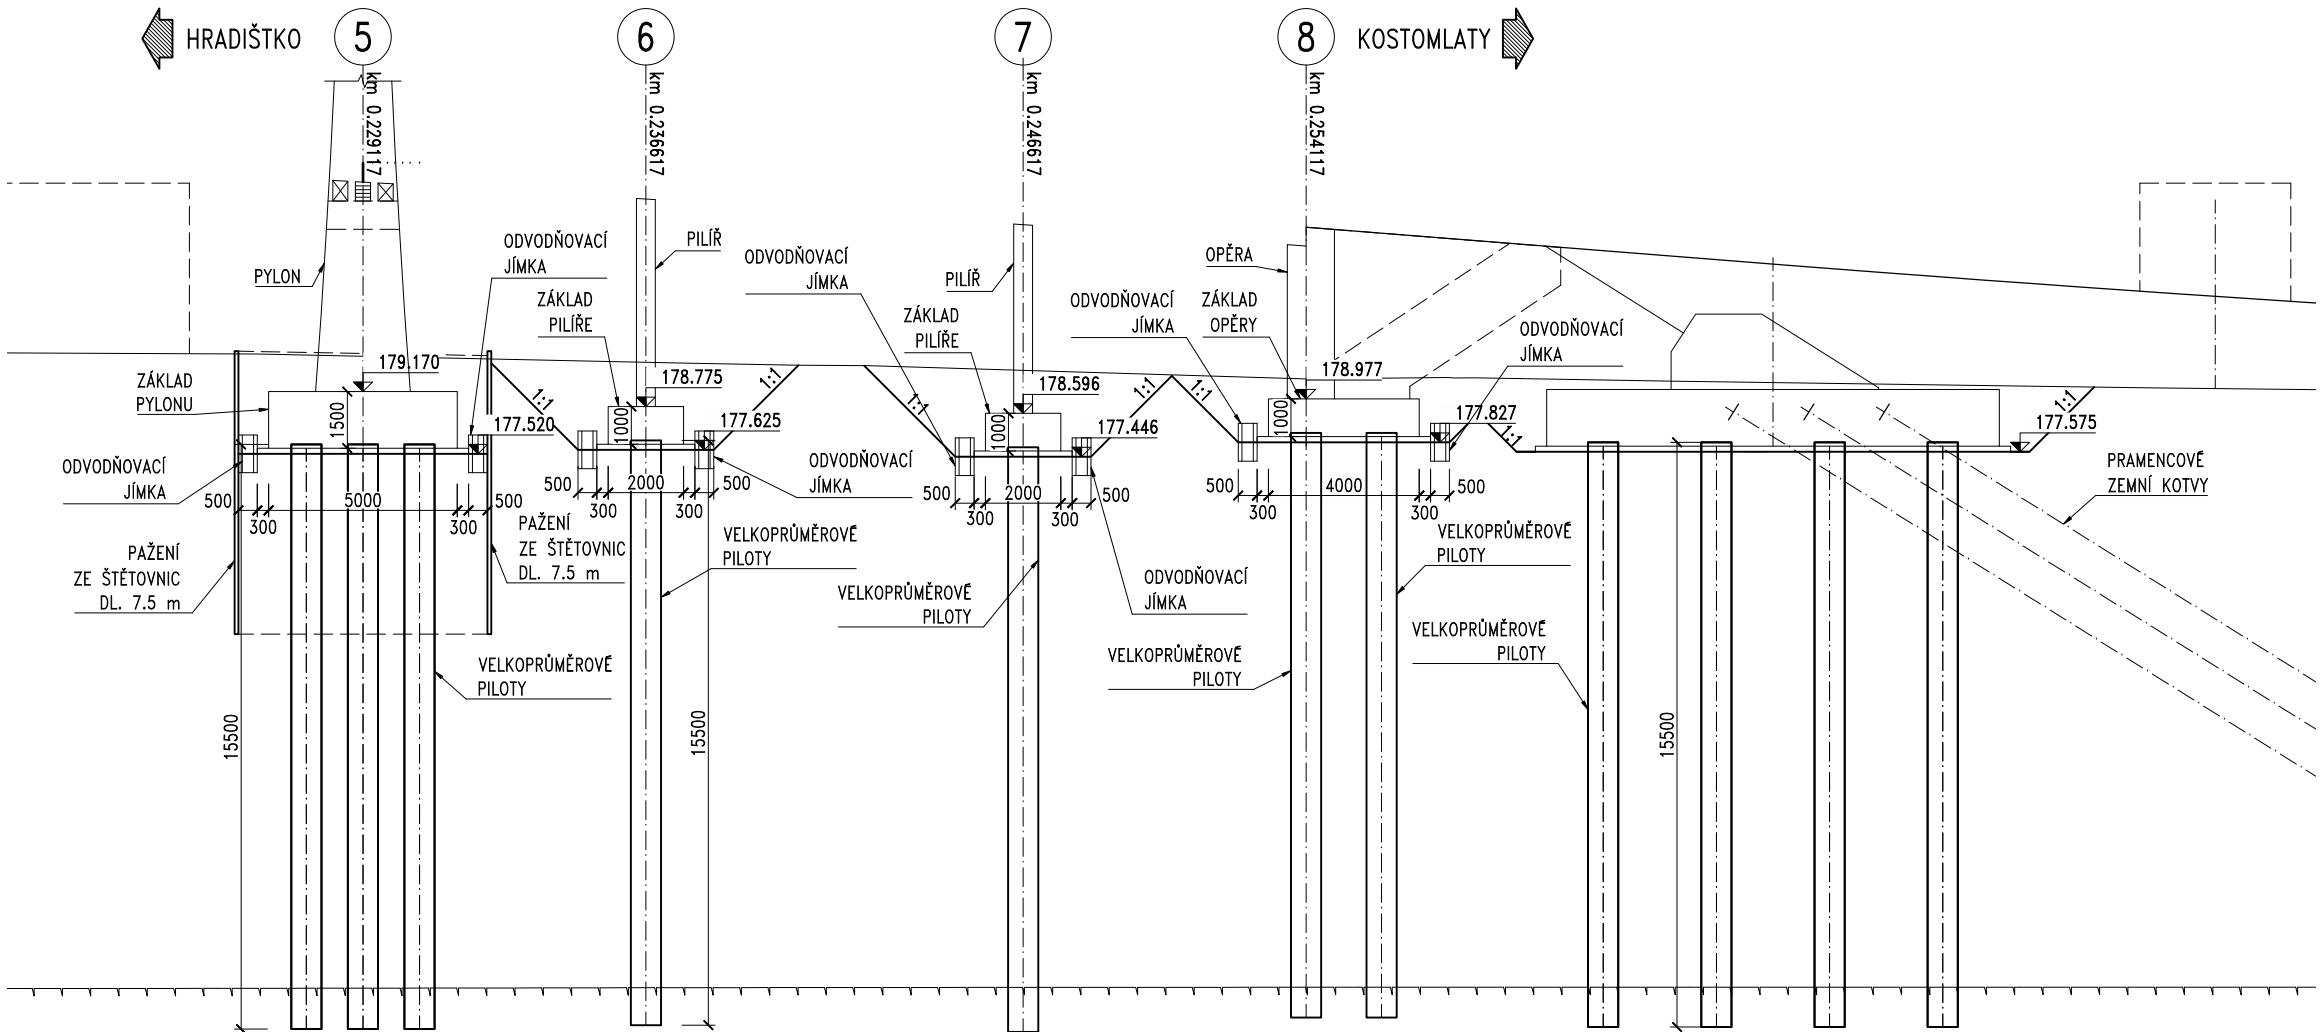 HRADIŠTKO
5
6
7
8
KOSTOMLATY
km 0.229117
km 0.236617
km 0.246617
km 0.254117
PYLON
ODVODŇOVACÍ
JÍMKA
PILÍŘ
ZÁKLAD
PILÍŘE
ODVODŇOVACÍ
JÍMKA
PILÍŘ
ZÁKLAD
PILÍŘE
OPĚRA
ODVODŇOVACÍ
JÍMKA
ZÁKLAD
OPĚRY
ODVODŇOVACÍ
JÍMKA
179.170
178.775
178.596
178.977
ZÁKLAD
PYLONU
1:1
1:1
1:1
1:1
1:1
1:1
1:1
1500
1000
1000
1000
177.520
177.625
177.446
177.827
177.575
ODVODŇOVACÍ
JÍMKA
ODVODŇOVACÍ
JÍMKA
PRAMENCOVÉ
ZEMNÍ KOTVY
500
300
5000
300
500
500
300
2000
300
500
500
300
2000
300
500
500
300
4000
300
500
PAŽENÍ
ZE ŠTĚTOVNIC
DL. 7.5 m
PAŽENÍ
ZE ŠTĚTOVNIC
DL. 7.5 m
VELKOPRŮMĚROVÉ
PILOTY
VELKOPRŮMĚROVÉ
PILOTY
ODVODŇOVACÍ
JÍMKA
VELKOPRŮMĚROVÉ
PILOTY
VELKOPRŮMĚROVÉ
PILOTY
VELKOPRŮMĚROVÉ
PILOTY
VELKOPRŮMĚROVÉ
PILOTY
15500
15500
15500